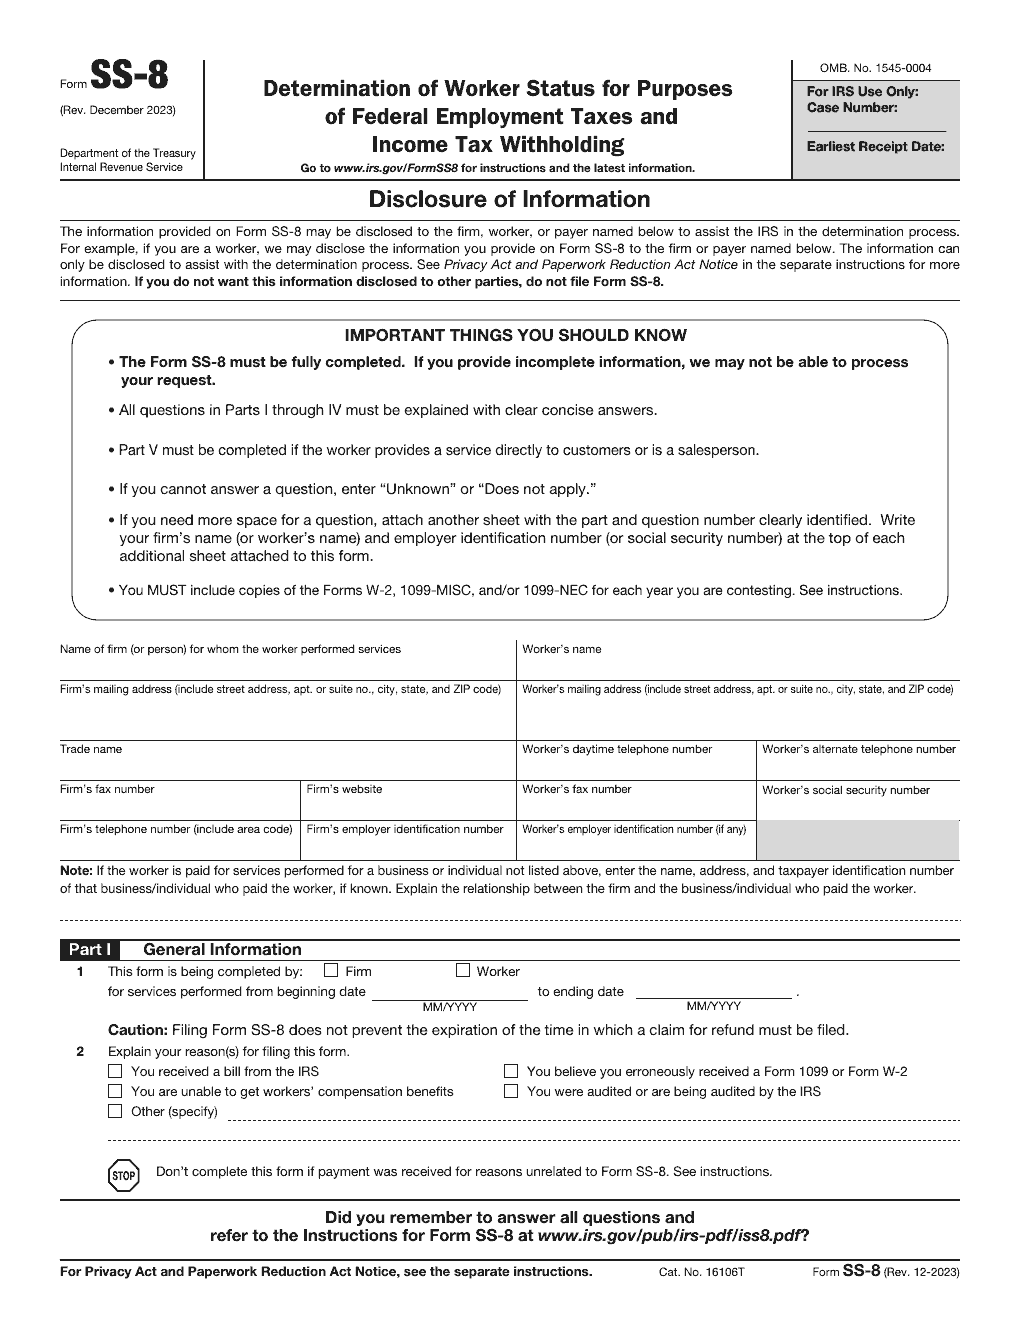 Form SS-8
(Rev. December 2023)
Department of the Treasury
Internal Revenue Service
Determination of Worker Status for Purposes
of Federal Employment Taxes and
Income Tax Withholding
Go to www.irs.gov/FormSS8 for instructions and the latest information.
OMB. No. 1545-0004
For IRS Use Only:
Case Number:
Earliest Receipt Date:
Disclosure of Information
The information provided on Form SS-8 may be disclosed to the firm, worker, or payer named below to assist the IRS in the determination process.
For example, if you are a worker, we may disclose the information you provide on Form SS-8 to the firm or payer named below. The information can
only be disclosed to assist with the determination process. See Privacy Act and Paperwork Reduction Act Notice in the separate instructions for more
information. If you do not want this information disclosed to other parties, do not file Form SS-8.
IMPORTANT THINGS YOU SHOULD KNOW
• The Form SS-8 must be fully completed. If you provide incomplete information, we may not be able to process
your request.
• All questions in Parts I through IV must be explained with clear concise answers.
• Part V must be completed if the worker provides a service directly to customers or is a salesperson.
• If you cannot answer a question, enter “Unknown” or “Does not apply.”
• If you need more space for a question, attach another sheet with the part and question number clearly identified. Write
your firm’s name (or worker’s name) and employer identification number (or social security number) at the top of each
additional sheet attached to this form.
• You MUST include copies of the Forms W-2, 1099-MISC, and/or 1099-NEC for each year you are contesting. See instructions.
Name of firm (or person) for whom the worker performed services
Worker’s name
Firm’s mailing address (include street address, apt. or suite no., city, state, and ZIP code)
Worker’s mailing address (include street address, apt. or suite no., city, state, and ZIP code)
Trade name
Worker’s daytime telephone number
Worker’s alternate telephone number
Firm’s fax number
Firm’s website
Worker’s fax number
Worker’s social security number
Firm’s telephone number (include area code)
Firm’s employer identification number
Worker’s employer identification number (if any)
Note: If the worker is paid for services performed for a business or individual not listed above, enter the name, address, and taxpayer identification number
of that business/individual who paid the worker, if known. Explain the relationship between the firm and the business/individual who paid the worker.
Part I General Information
1 This form is being completed by: Firm Worker
for services performed from beginning date to ending date .
MM/YYYY MM/YYYY
Caution: Filing Form SS-8 does not prevent the expiration of the time in which a claim for refund must be filed.
2 Explain your reason(s) for filing this form.
You received a bill from the IRS You believe you erroneously received a Form 1099 or Form W-2
You are unable to get workers’ compensation benefits You were audited or are being audited by the IRS
Other (specify)
STOP Don’t complete this form if payment was received for reasons unrelated to Form SS-8. See instructions.
Did you remember to answer all questions and
refer to the Instructions for Form SS-8 at www.irs.gov/pub/irs-pdf/iss8.pdf?
For Privacy Act and Paperwork Reduction Act Notice, see the separate instructions. Cat. No. 16106T Form SS-8 (Rev. 12-2023)